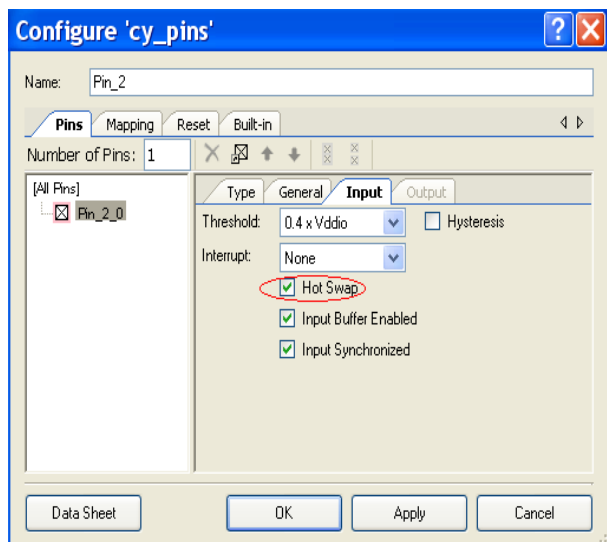 Configure 'cy_pins'
Name: Pin_2
Pins Mapping Reset Built-in
Number of Pins: 1
[All Pins]
Pin_2_0
Type General Input Output
Threshold: 0.4 x Vddio Hysteresis
Interrupt: None
Hot Swap
Input Buffer Enabled
Input Synchronized
Data Sheet OK Apply Cancel